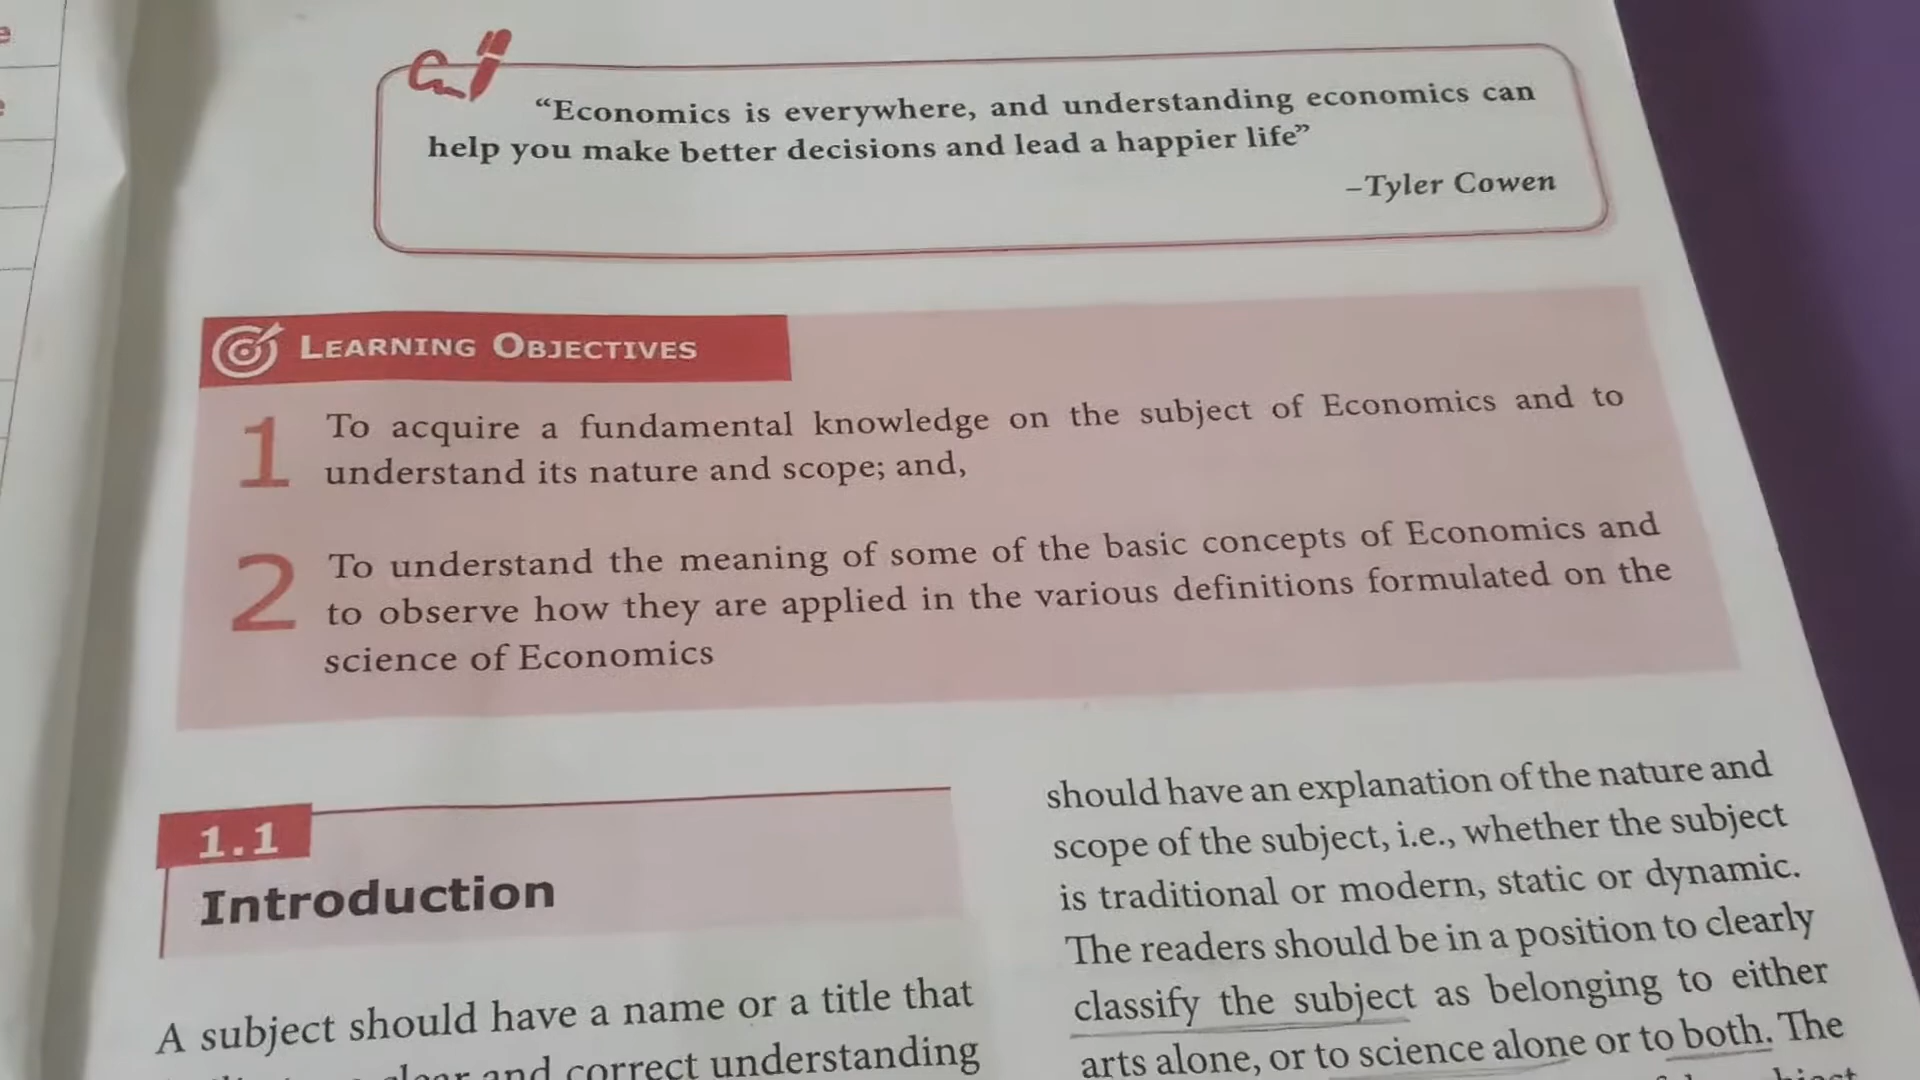 “Economics is everywhere, and understanding economics can
help you make better decisions and lead a happier life”
–Tyler Cowen
LEARNING OBJECTIVES
1 To acquire a fundamental knowledge on the subject of Economics and to
understand its nature and scope; and,
2 To understand the meaning of some of the basic concepts of Economics and
to observe how they are applied in the various definitions formulated on the
science of Economics
1.1
Introduction
A subject should have a name or a title that
clear and correct understanding
should have an explanation of the nature and
scope of the subject, i.e., whether the subject
is traditional or modern, static or dynamic.
The readers should be in a position to clearly
classify the subject as belonging to either
arts alone, or to science alone or to both. The